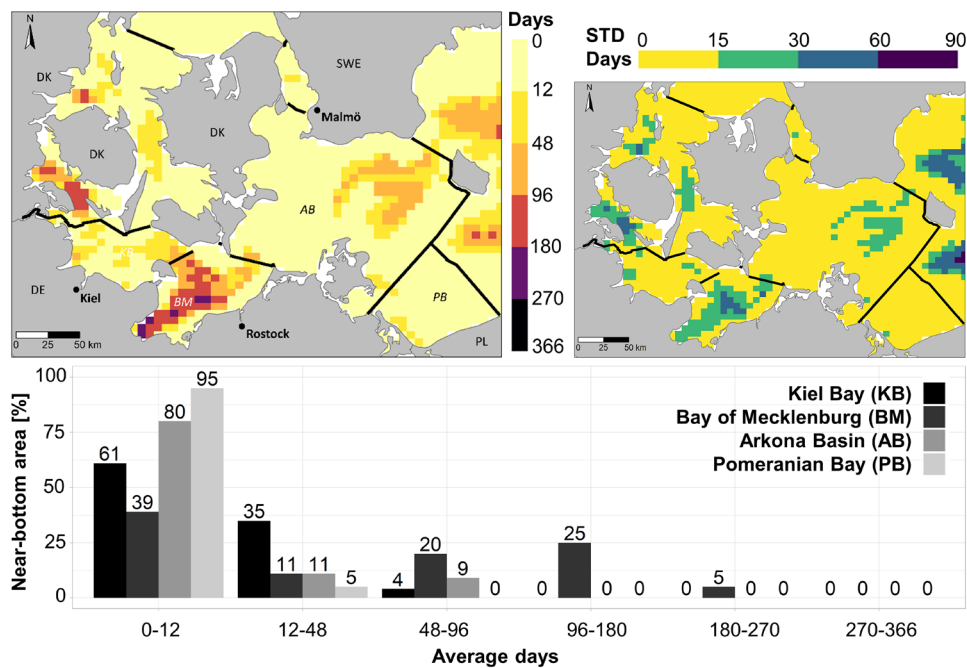 Days
0
12
48
96
180
270
366
N
DK
SWE
Malmö
DK
DK
AB
KB
DE
Kiel
BM
PB
Rostock
PL
0 25 50 km
STD
Days
0 15 30 60 90
N
0 25 50 km
Near-bottom area [%]
100
75
50
25
0
Kiel Bay (KB)
Bay of Mecklenburg (BM)
Arkona Basin (AB)
Pomeranian Bay (PB)
61 39 80 95
35 11 11 5
4 20 9 0
0 25 0 0
0 5 0 0
0 0 0 0
0-12 12-48 48-96 96-180 180-270 270-366
Average days